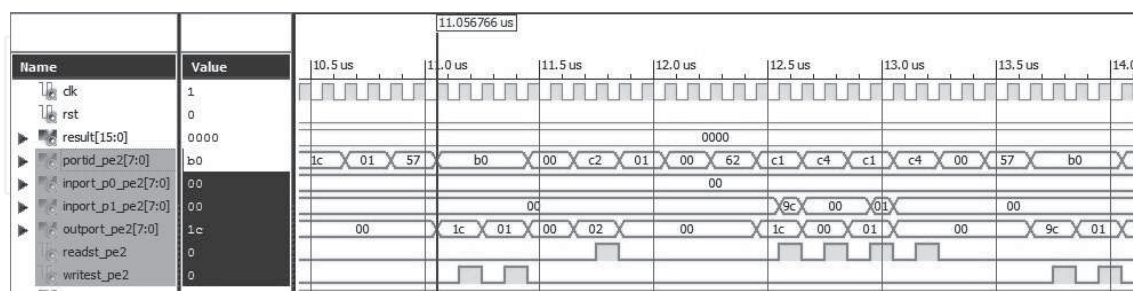 11.056766 us
Name Value 10.5 us 11.0 us 11.5 us 12.0 us 12.5 us 13.0 us 13.5 us 14.0
clk 1
rst 0
result[15:0] 0000 0000
portid_pe2[7:0] b0 1c 01 57 b0 00 c2 01 00 62 c1 c4 c1 c4 00 57 b0
inport_p0_pe2[7:0] 00 00
inport_p1_pe2[7:0] 00 00 9c 00 01 00
outport_pe2[7:0] 1c 00 1c 01 00 02 00 1c 00 01 00 9c 01
readst_pe2 0
writest_pe2 0